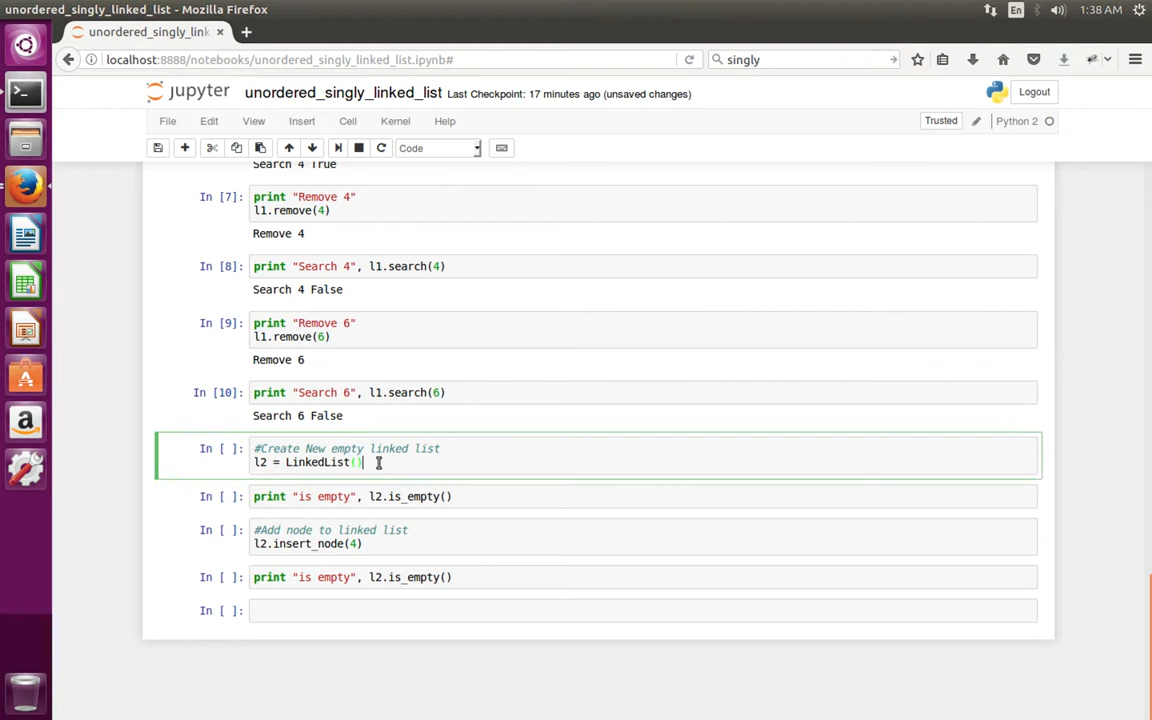 unordered_singly_linked_list - Mozilla Firefox
En
1:38 AM
unordered_singly_link
localhost:8888/notebooks/unordered_singly_linked_list.ipynb#
singly
jupyter
unordered_singly_linked_list Last Checkpoint: 17 minutes ago (unsaved changes)
Logout
File Edit View Insert Cell Kernel Help
Trusted
Python 2
Code
Search 4 True
In [7]: print "Remove 4"
l1.remove(4)
Remove 4
In [8]: print "Search 4", l1.search(4)
Search 4 False
In [9]: print "Remove 6"
l1.remove(6)
Remove 6
In [10]: print "Search 6", l1.search(6)
Search 6 False
In [ ]: #Create New empty linked list
l2 = LinkedList()
In [ ]: print "is empty", l2.is_empty()
In [ ]: #Add node to linked list
l2.insert_node(4)
In [ ]: print "is empty", l2.is_empty()
In [ ]: